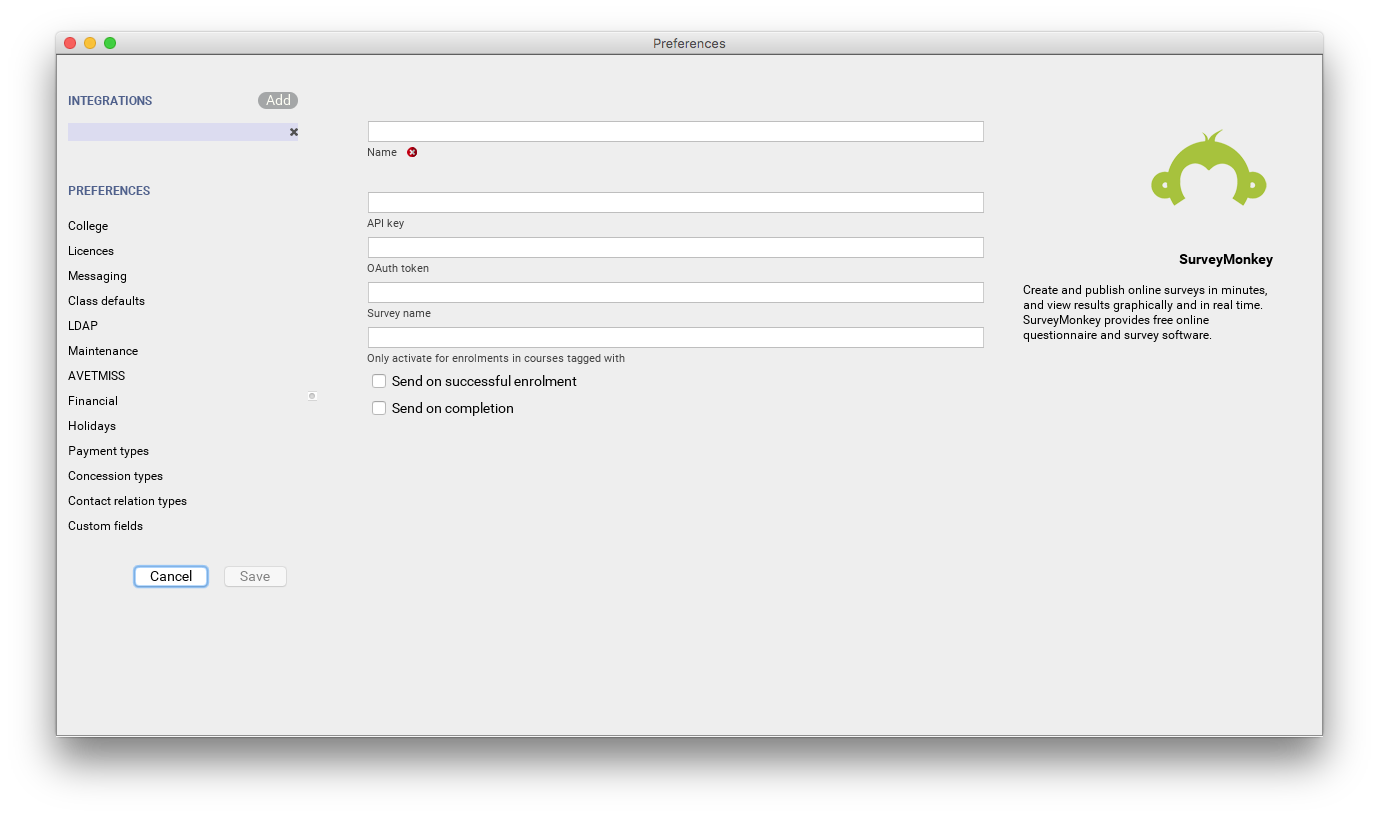 Preferences
INTEGRATIONS
Add
PREFERENCES
College
Licences
Messaging
Class defaults
LDAP
Maintenance
AVETMISS
Financial
Holidays
Payment types
Concession types
Contact relation types
Custom fields
Cancel
Save
Name
API key
OAuth token
Survey name
Only activate for enrolments in courses tagged with
Send on successful enrolment
Send on completion
SurveyMonkey
Create and publish online surveys in minutes,
and view results graphically and in real time.
SurveyMonkey provides free online
questionnaire and survey software.